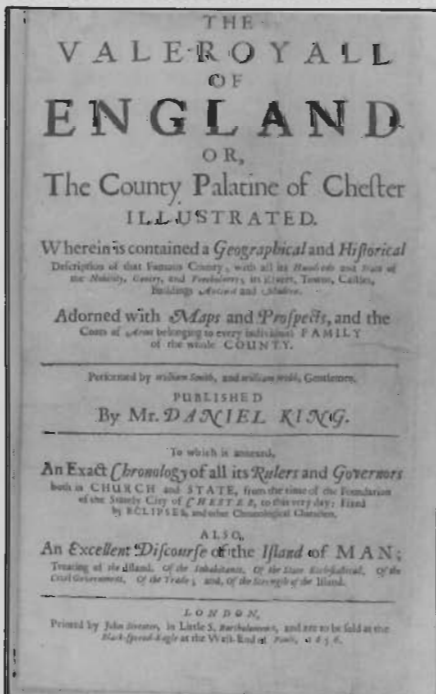 THE
VALE-ROYALL
OF
ENGLAND
OR,
The County Palatine of Chester
ILLUSTRATED.
Wherein is contained a Geographical and Historical
Description of that Famous County, with all its Hundreds and Seats of
the Nobility, Gentry, and Freeholders; its Rivers, Towns, Castles,
Buildings Ancient and Modern.
Adorned with Maps and Prospects, and the
Coats of Arms belonging to every individual FAMILY
of the whole COUNTY.
Performed by William Smith, and William Webb, Gentlemen.
PUBLISHED
By Mr. DANIEL KING.
To which is annexed,
An Exact Chronology of all its Rulers and Governors
both in CHURCH and STATE, from the time of the Foundation
of the Stately City of CHESTER, to this very day; Fixed
by ECLIPSES, and other Chronological Characters.
ALSO,
An Excellent Discourse of the Island of MAN;
Treating of the Island. Of the Inhabitants. Of the State Ecclesiastical. Of the
Civil Government. Of the Trade; and, Of the Strength of the Island.
LONDON,
Printed by John Streater, in Little S. Bartholomews, and are to be sold at the
Black-spread-Eagle at the West End of Pauls, 1656.